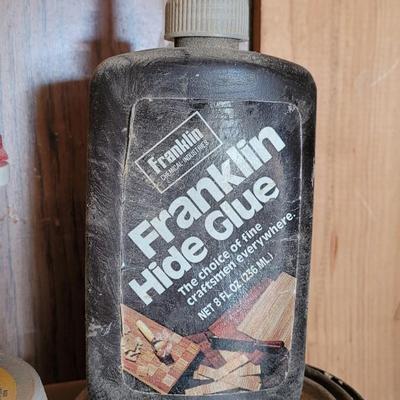 Franklin
CHEMICAL INDUSTRIES
Franklin
Hide Glue
The choice of fine
craftsmen everywhere.
NET 8 FL OZ (236 ML)